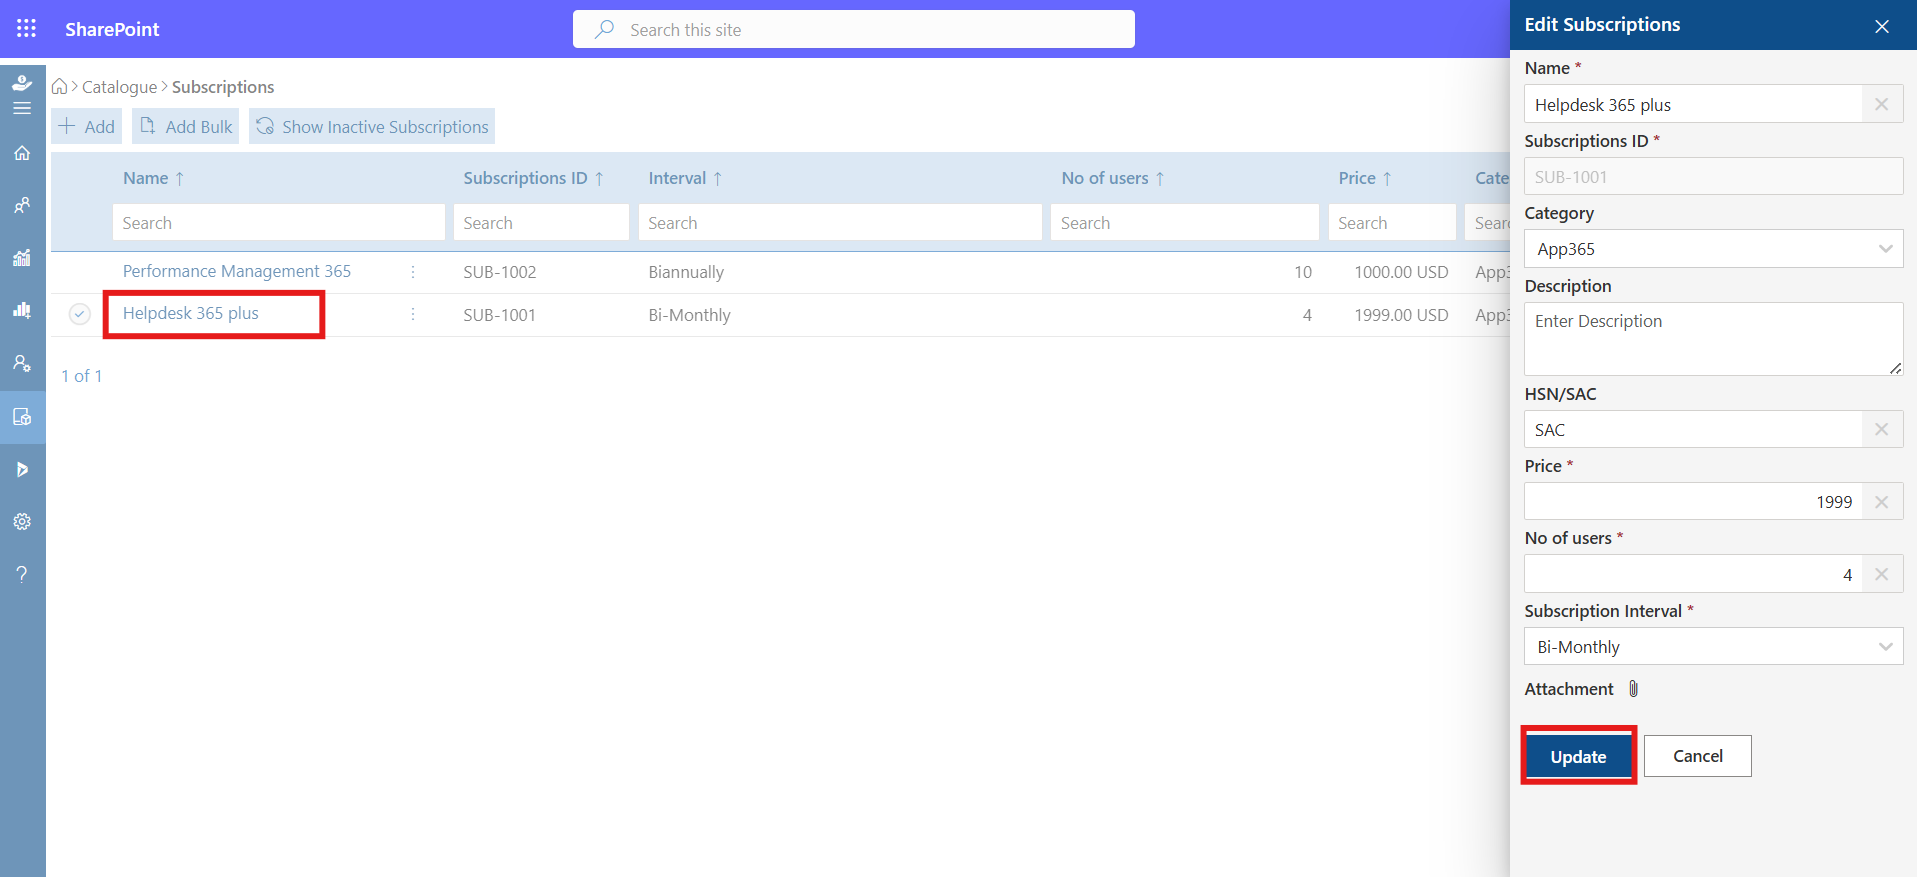 SharePoint
Search this site
Catalogue > Subscriptions
Add
Add Bulk
Show Inactive Subscriptions
Name ↑ Subscriptions ID ↑ Interval ↑ No of users ↑ Price ↑ Cate
Search Search Search Search Search Sear
Performance Management 365 SUB-1002 Biannually 10 1000.00 USD App3
Helpdesk 365 plus SUB-1001 Bi-Monthly 4 1999.00 USD App3
1 of 1
Edit Subscriptions
Name *
Helpdesk 365 plus
Subscriptions ID *
SUB-1001
Category
App365
Description
Enter Description
HSN/SAC
SAC
Price *
1999
No of users *
4
Subscription Interval *
Bi-Monthly
Attachment
Update
Cancel